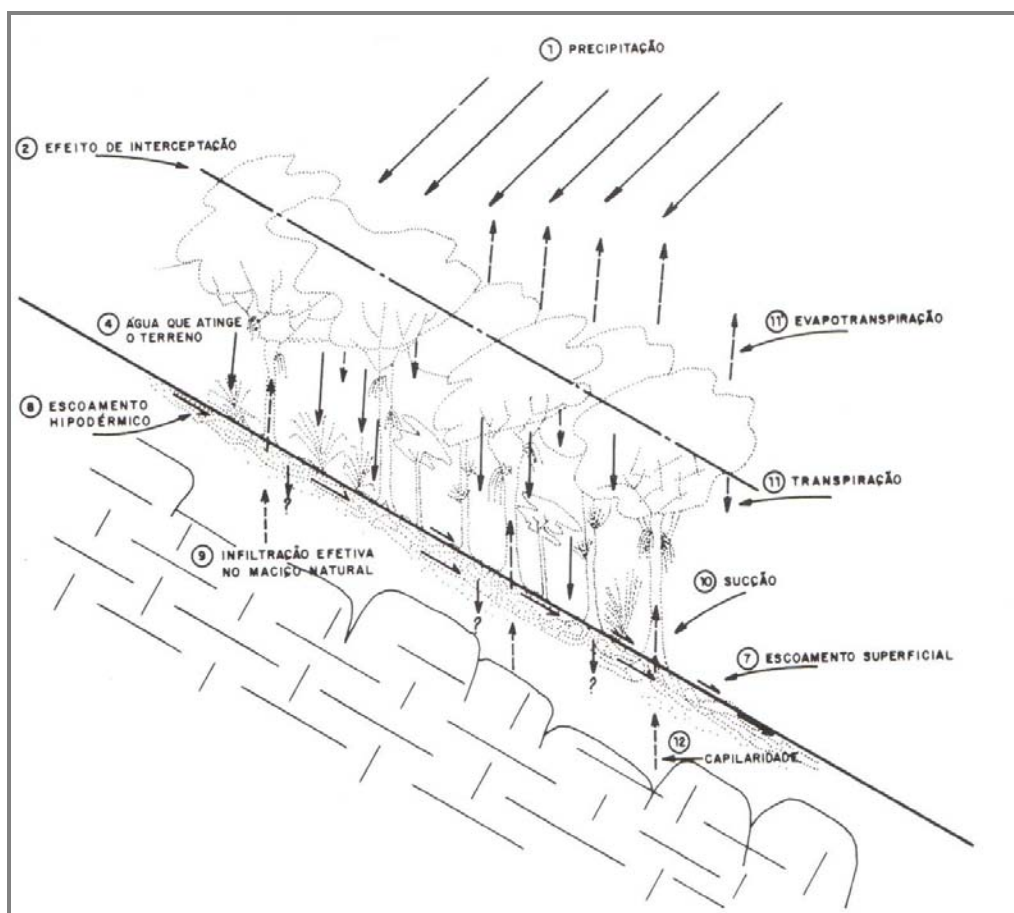 ① PRECIPITAÇÃO
② EFEITO DE INTERCEPTAÇÃO
④ ÁGUA QUE ATINGE
O TERRENO
⑪' EVAPOTRANSPIRAÇÃO
⑧ ESCOAMENTO
HIPODÉRMICO
⑪ TRANSPIRAÇÃO
?
⑨ INFILTRAÇÃO EFETIVA
NO MACIÇO NATURAL
⑩ SUCÇÃO
?
⑦ ESCOAMENTO SUPERFICIAL
?
⑫
CAPILARIDADE